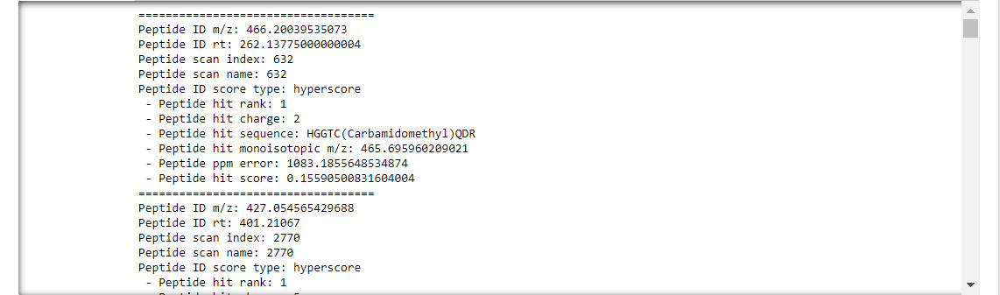 ===================================
Peptide ID m/z: 466.20039535073
Peptide ID rt: 262.13775000000004
Peptide scan index: 632
Peptide scan name: 632
Peptide ID score type: hyperscore
- Peptide hit rank: 1
- Peptide hit charge: 2
- Peptide hit sequence: HGGTC(Carbamidomethyl)QDR
- Peptide hit monoisotopic m/z: 465.695960209021
- Peptide ppm error: 1083.1855648534874
- Peptide hit score: 0.15590500831604004
===================================
Peptide ID m/z: 427.054565429688
Peptide ID rt: 401.21067
Peptide scan index: 2770
Peptide scan name: 2770
Peptide ID score type: hyperscore
- Peptide hit rank: 1